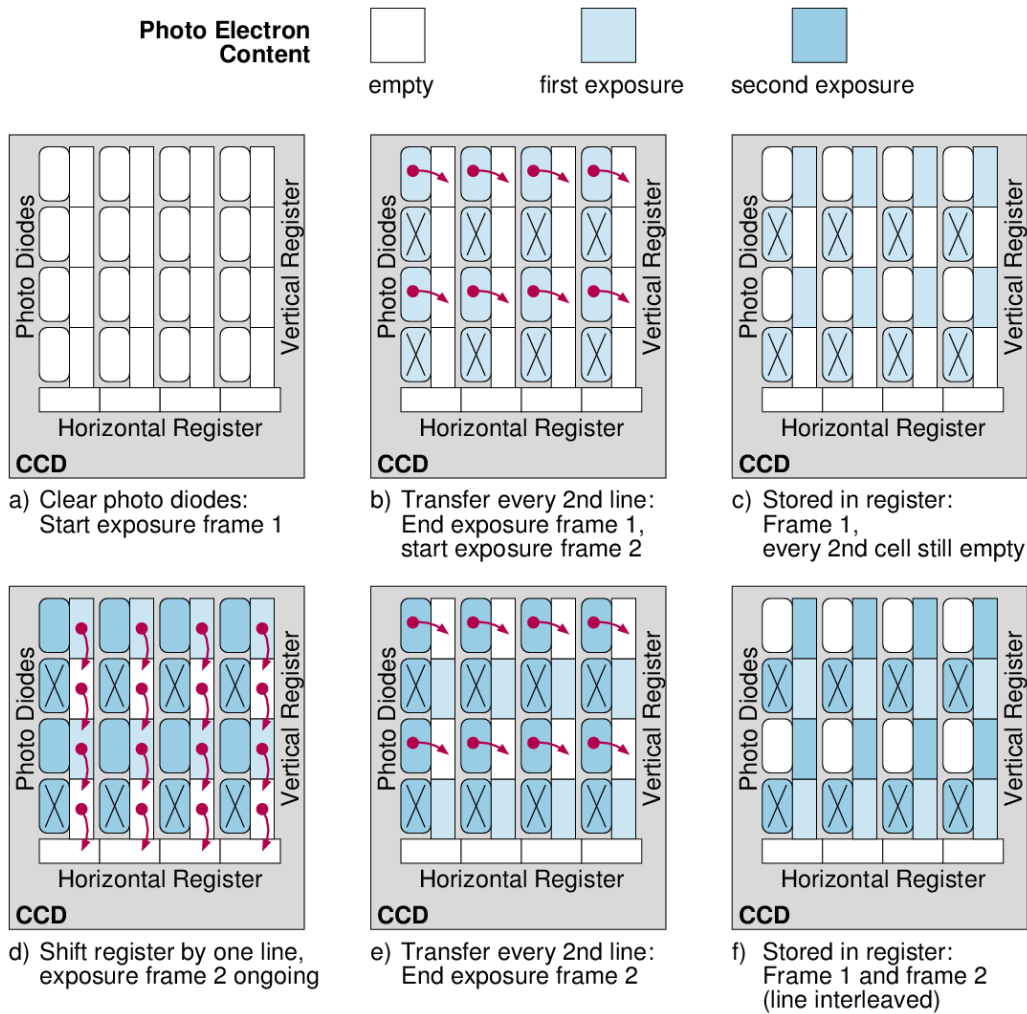 Photo Electron
Content
empty
first exposure
second exposure
Photo Diodes
Vertical Register
Horizontal Register
CCD
a) Clear photo diodes:
Start exposure frame 1
Photo Diodes
Vertical Register
Horizontal Register
CCD
b) Transfer every 2nd line:
End exposure frame 1,
start exposure frame 2
Photo Diodes
Vertical Register
Horizontal Register
CCD
c) Stored in register:
Frame 1,
every 2nd cell still empty
Photo Diodes
Vertical Register
Horizontal Register
CCD
d) Shift register by one line,
exposure frame 2 ongoing
Photo Diodes
Vertical Register
Horizontal Register
CCD
e) Transfer every 2nd line:
End exposure frame 2
Photo Diodes
Vertical Register
Horizontal Register
CCD
f) Stored in register:
Frame 1 and frame 2
(line interleaved)